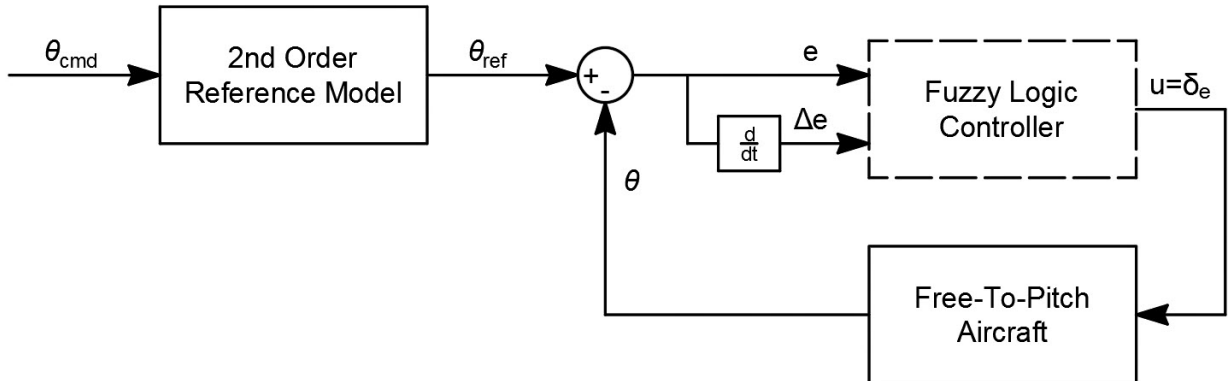 θcmd
2nd Order
Reference Model
θref
+
-
e
Δe
d
dt
Fuzzy Logic
Controller
u=δe
θ
Free-To-Pitch
Aircraft